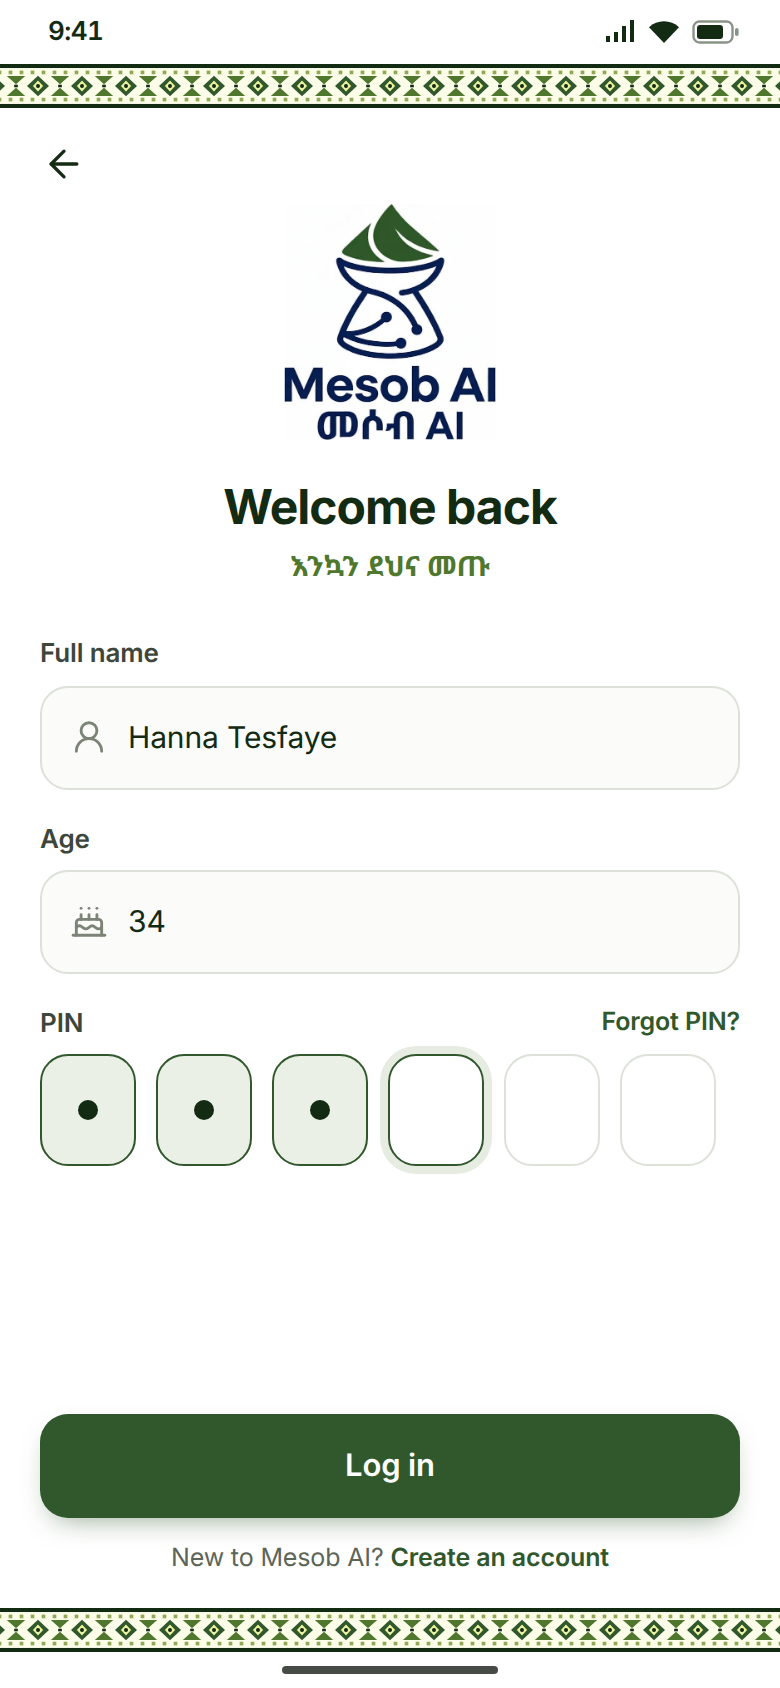 9:41
Mesob AI
መሶብ AI
Welcome back
እንኳን ደህና መጡ
Full name
Hanna Tesfaye
Age
34
PIN
Forgot PIN?
Log in
New to Mesob AI? Create an account